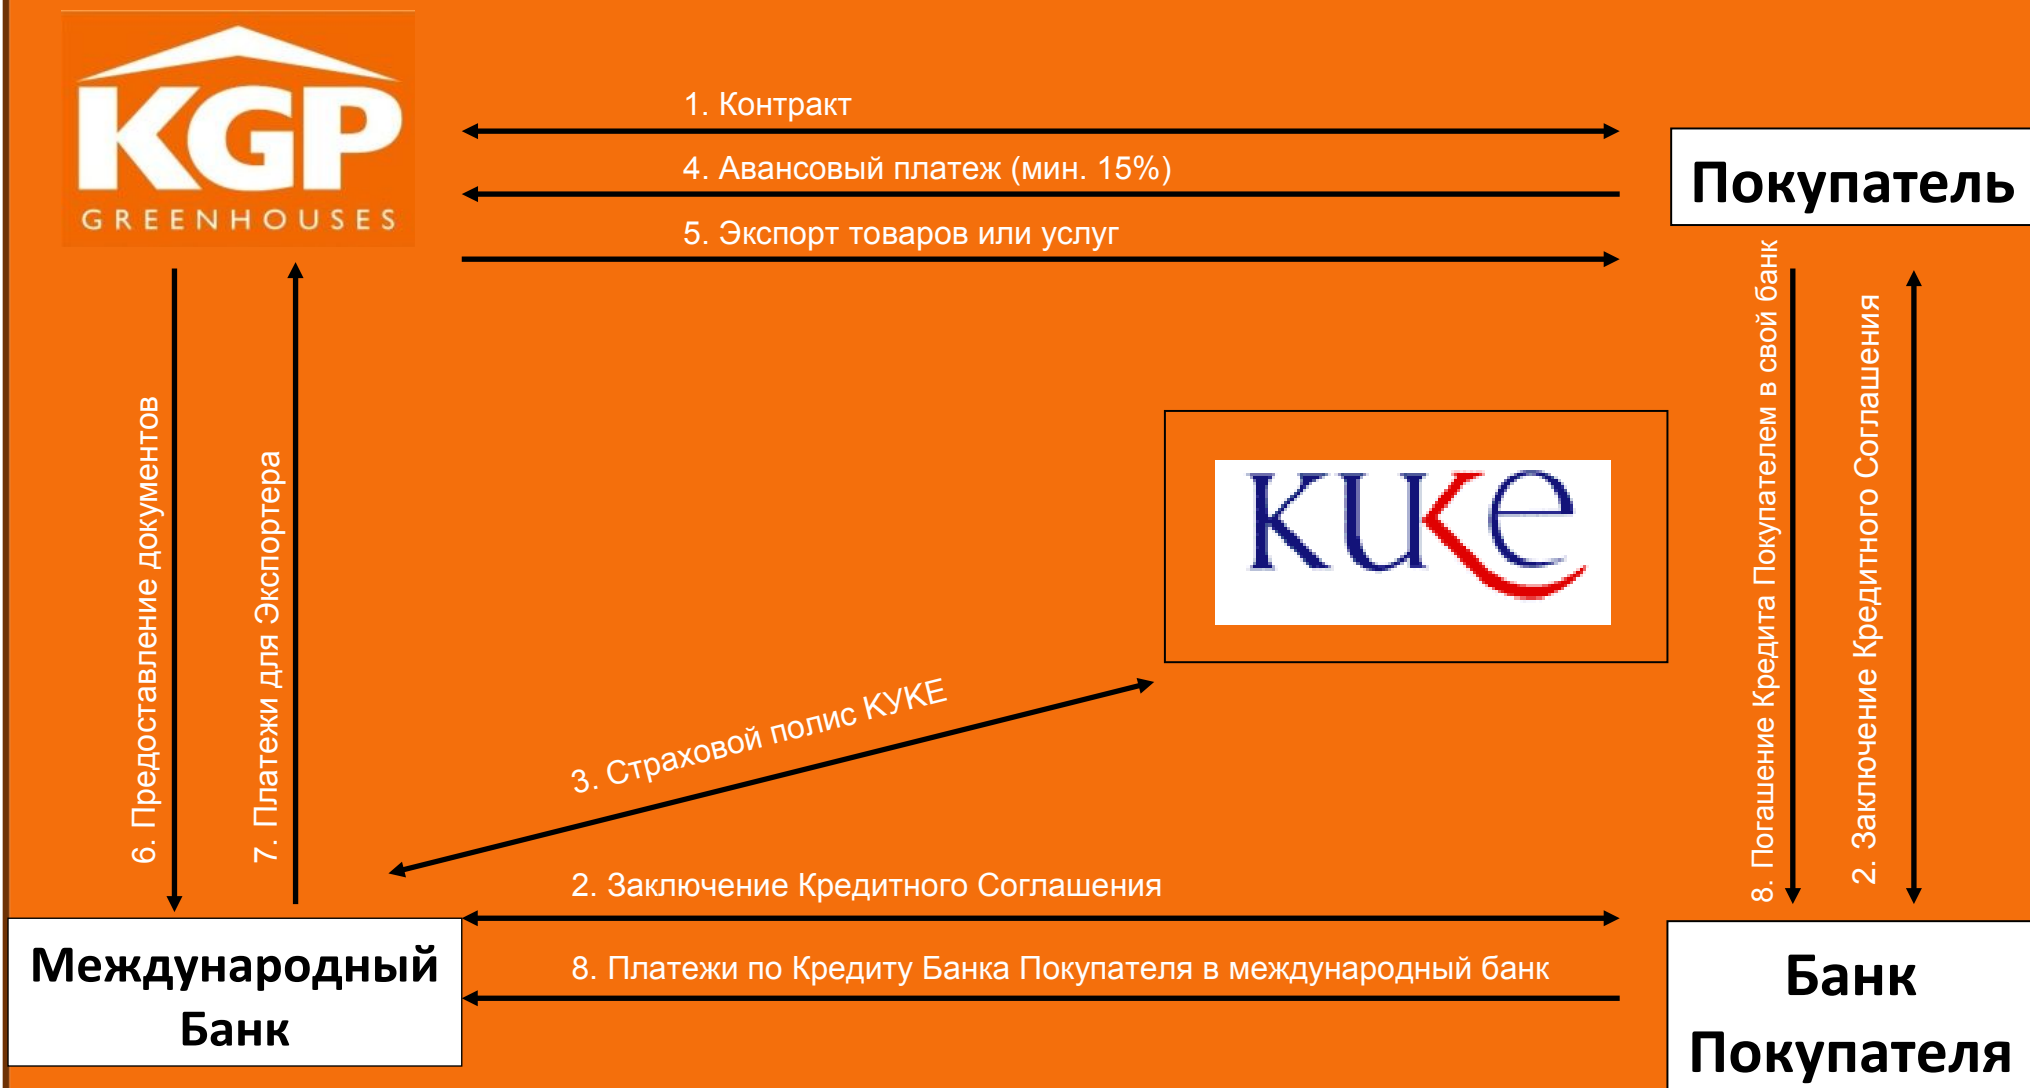 KGP
GREENHOUSES
1. Контракт
4. Авансовый платеж (мин. 15%)
5. Экспорт товаров или услуг
Покупатель
6. Предоставление документов
7. Платежи для Экспортера
KUKE
3. Страховой полис КУКЕ
8. Погашение Кредита Покупателем в свой банк
2. Заключение Кредитного Соглашения
2. Заключение Кредитного Соглашения
8. Платежи по Кредиту Банка Покупателя в международный банк
Международный
Банк
Банк
Покупателя